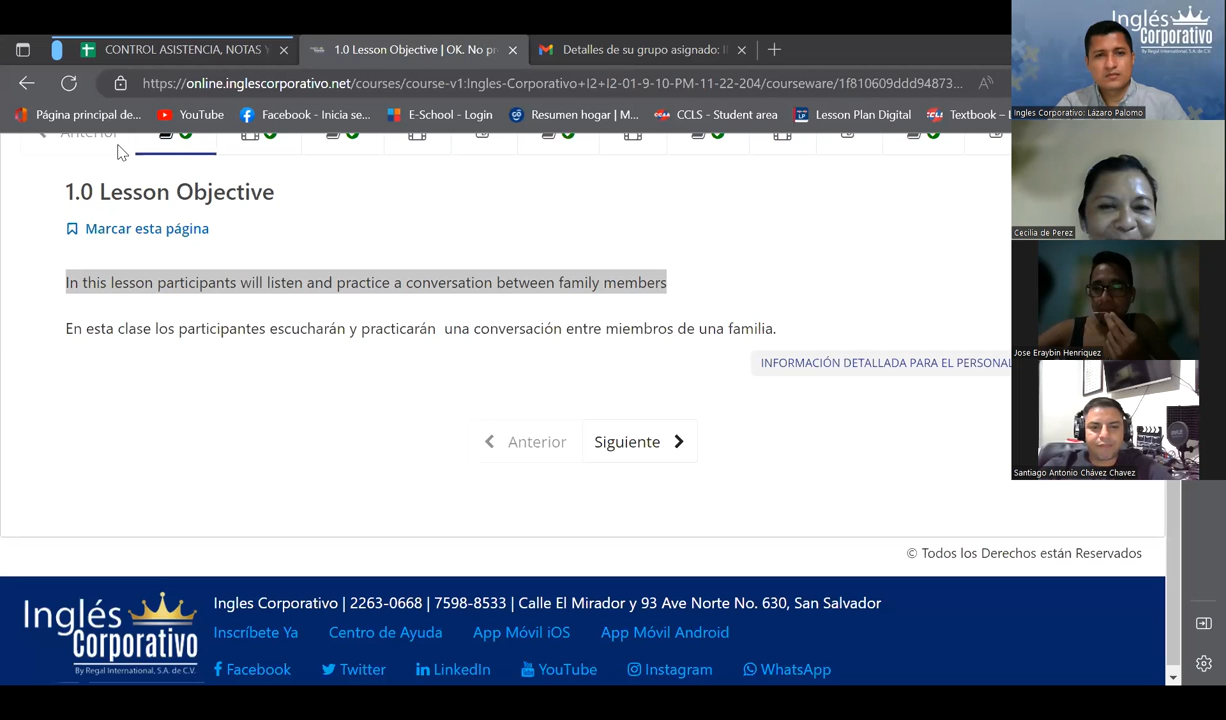 CONTROL ASISTENCIA, NOTAS Y
1.0 Lesson Objective | OK. No pr
Detalles de su grupo asignado: I
https://online.inglescorporativo.net/courses/course-v1:Ingles-Corporativo+I2+I2-01-9-10-PM-11-22-204/courseware/1f810609ddd94873...
Página principal de...
YouTube
Facebook - Inicia se...
E-School - Login
Resumen hogar | M...
CCLS - Student area
Lesson Plan Digital
Textbook –
Anterior
1.0 Lesson Objective
Marcar esta página
In this lesson participants will listen and practice a conversation between family members
En esta clase los participantes escucharán y practicarán una conversación entre miembros de una familia.
INFORMACIÓN DETALLADA PARA EL PERSONAL
Anterior
Siguiente
© Todos los Derechos están Reservados
Inglés
Corporativo
By Regal International, S.A. de C.V.
Ingles Corporativo | 2263-0668 | 7598-8533 | Calle El Mirador y 93 Ave Norte No. 630, San Salvador
Inscríbete Ya
Centro de Ayuda
App Móvil iOS
App Móvil Android
Facebook
Twitter
LinkedIn
YouTube
Instagram
WhatsApp
Inglés
Corporativo
By Regal International, S.A. de C.V.
Ingles Corporativo: Lázaro Palomo
Cecilia de Perez
Jose Eraybin Henriquez
Santiago Antonio Chávez Chavez